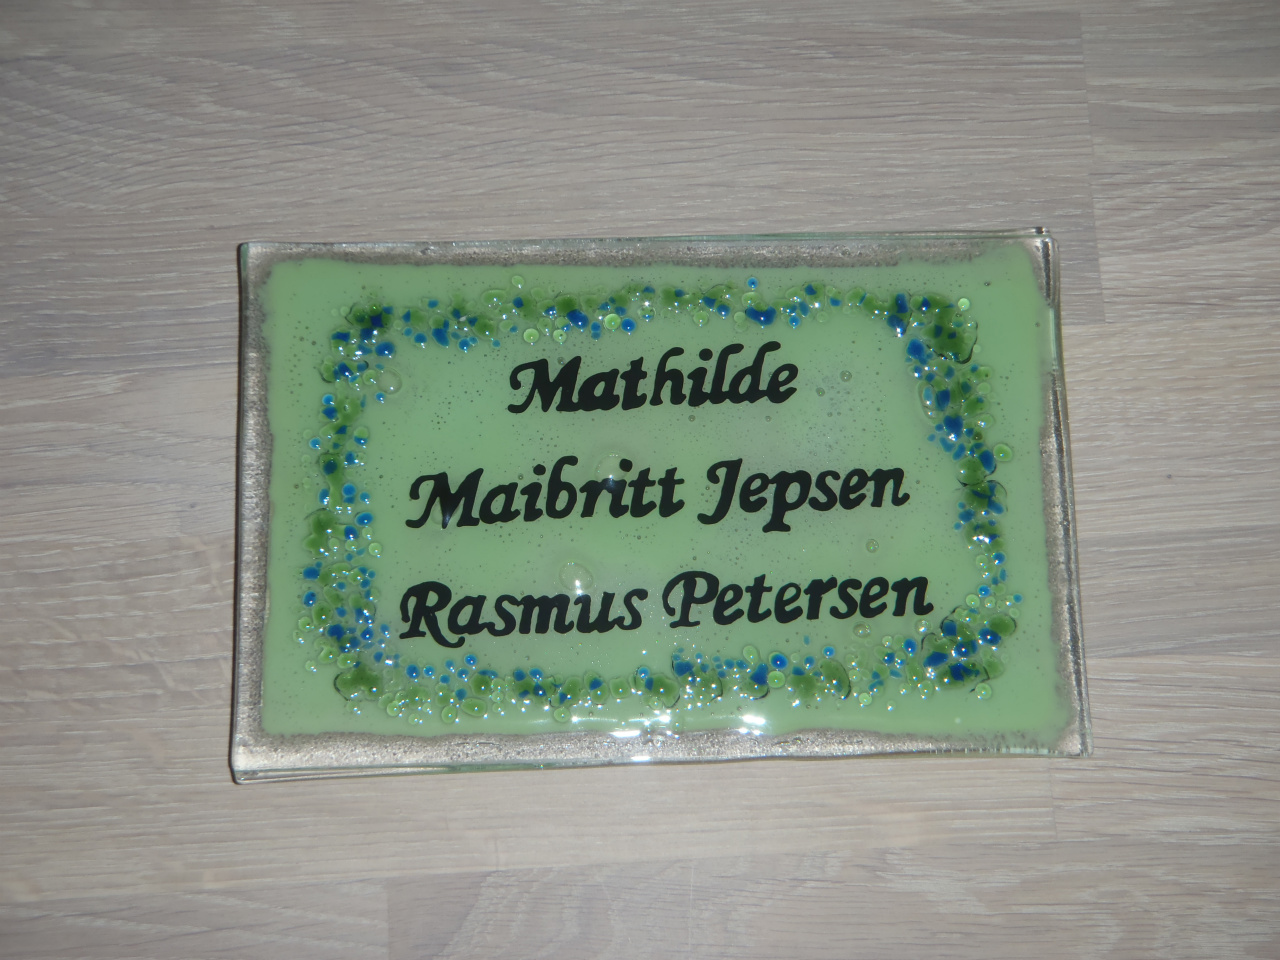 Mathilde
Maibritt Jepsen
Rasmus Petersen